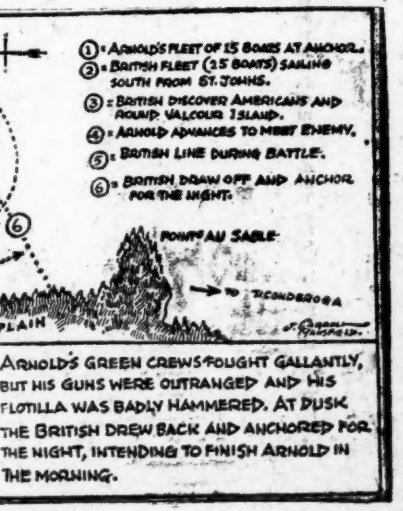 ① = ARNOLD'S FLEET OF 15 BOATS AT ANCHOR.
② = BRITISH FLEET (25 BOATS) SAILING
SOUTH FROM ST. JOHNS.
③ = BRITISH DISCOVER AMERICANS AND
ROUND VALCOUR ISLAND.
④ = ARNOLD ADVANCES TO MEET ENEMY.
⑤ = BRITISH LINE DURING BATTLE.
⑥ = BRITISH DRAW OFF AND ANCHOR
FOR THE NIGHT.
⑥
POINT AU SABLE
TO TICONDEROGA
PLAIN
J. CARROLL
MANSFIELD.
ARNOLD'S GREEN CREWS FOUGHT GALLANTLY,
BUT HIS GUNS WERE OUTRANGED AND HIS
FLOTILLA WAS BADLY HAMMERED. AT DUSK
THE BRITISH DREW BACK AND ANCHORED FOR
THE NIGHT, INTENDING TO FINISH ARNOLD IN
THE MORNING.